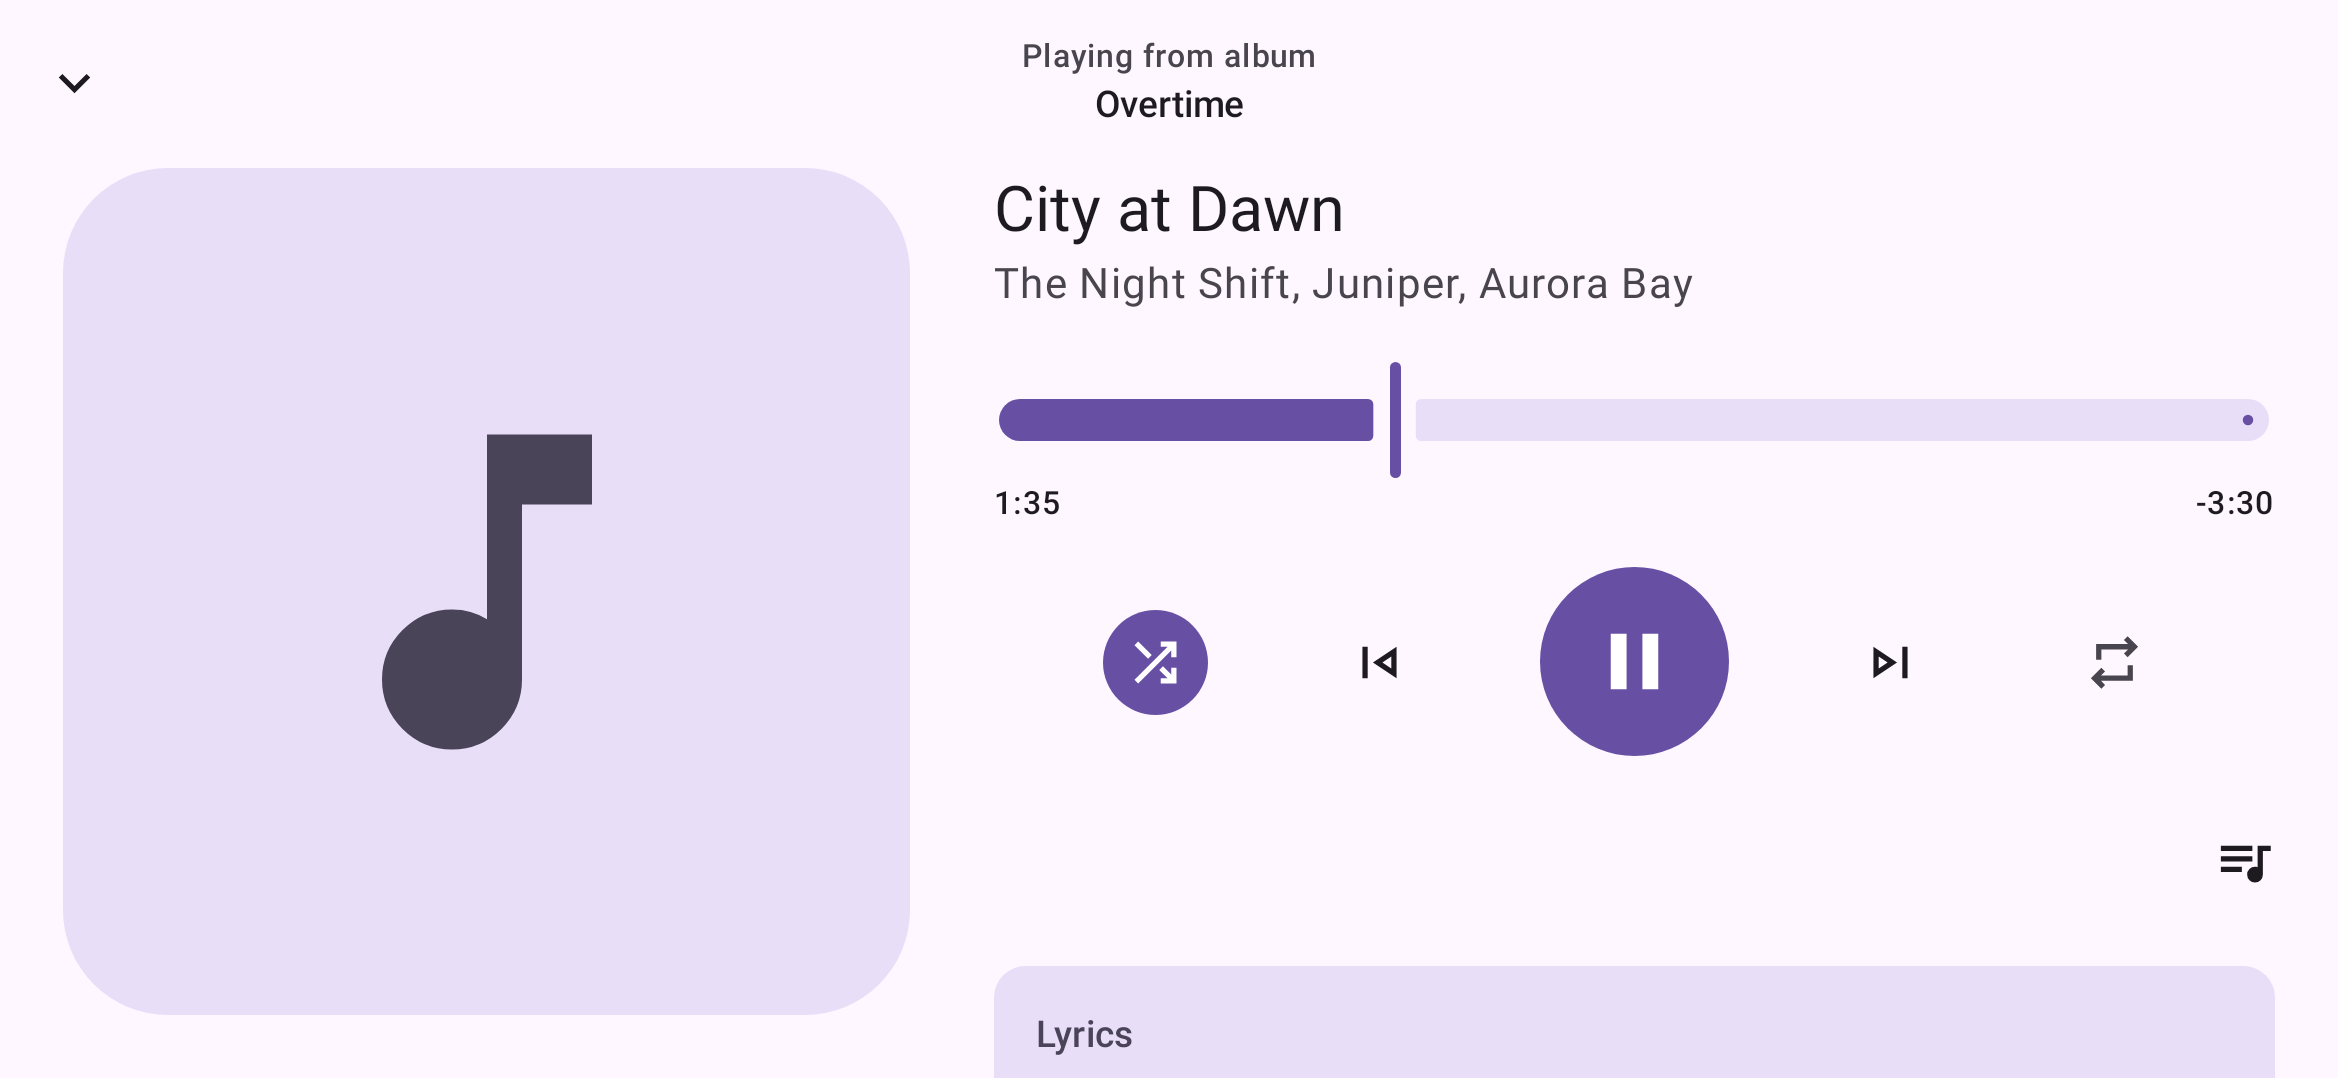 Playing from album
Overtime
City at Dawn
The Night Shift, Juniper, Aurora Bay
1:35
-3:30
Lyrics